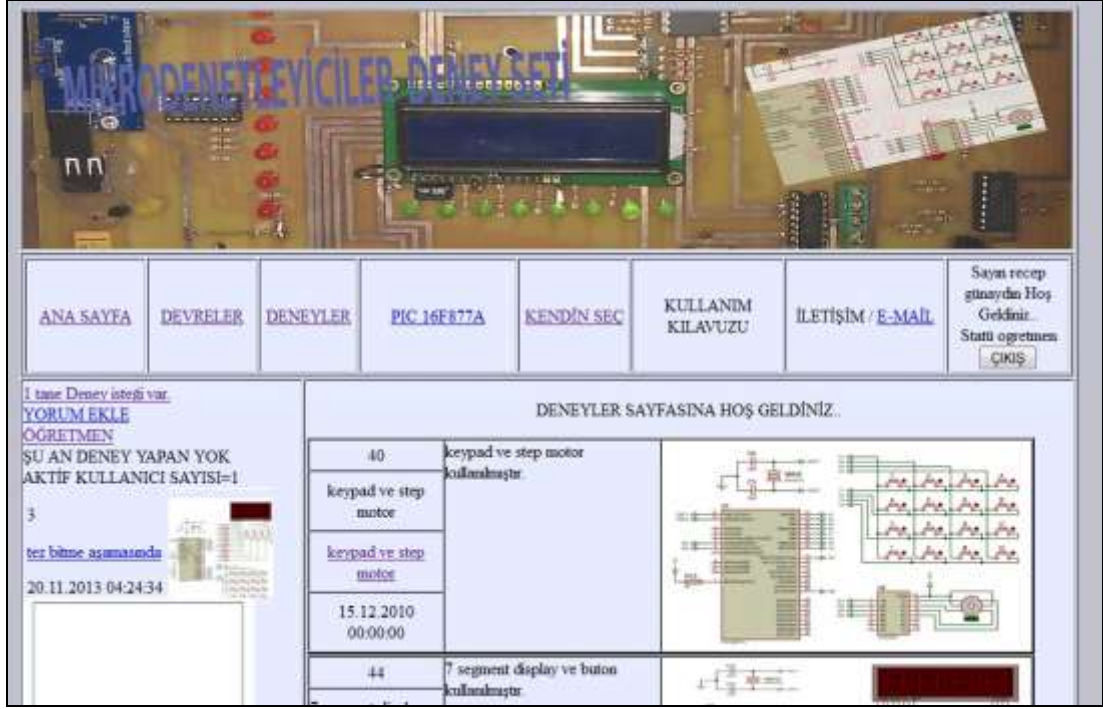 MİKRODENETLEYİCİLER DENEY SETİ
ANA SAYFA
DEVRELER
DENEYLER
PIC 16F877A
KENDİN SEÇ
KULLANIM
KILAVUZU
İLETİŞİM / E-MAİL
Sayın recep
günaydın Hoş
Geldiniz..
Statü ogretmen
ÇIKIŞ
1 tane Deney isteği var.
YORUM EKLE
ÖĞRETMEN
ŞU AN DENEY YAPAN YOK
AKTİF KULLANICI SAYISI=1
3
tez bitme aşamasında
20.11.2013 04:24:34
DENEYLER SAYFASINA HOŞ GELDİNİZ..
40
keypad ve step
motor
keypad ve step
motor
15.12.2010
00:00:00
keypad ve step motor
kullanılmıştır.
44
7 segment display ve buton
kullanılmıştır.